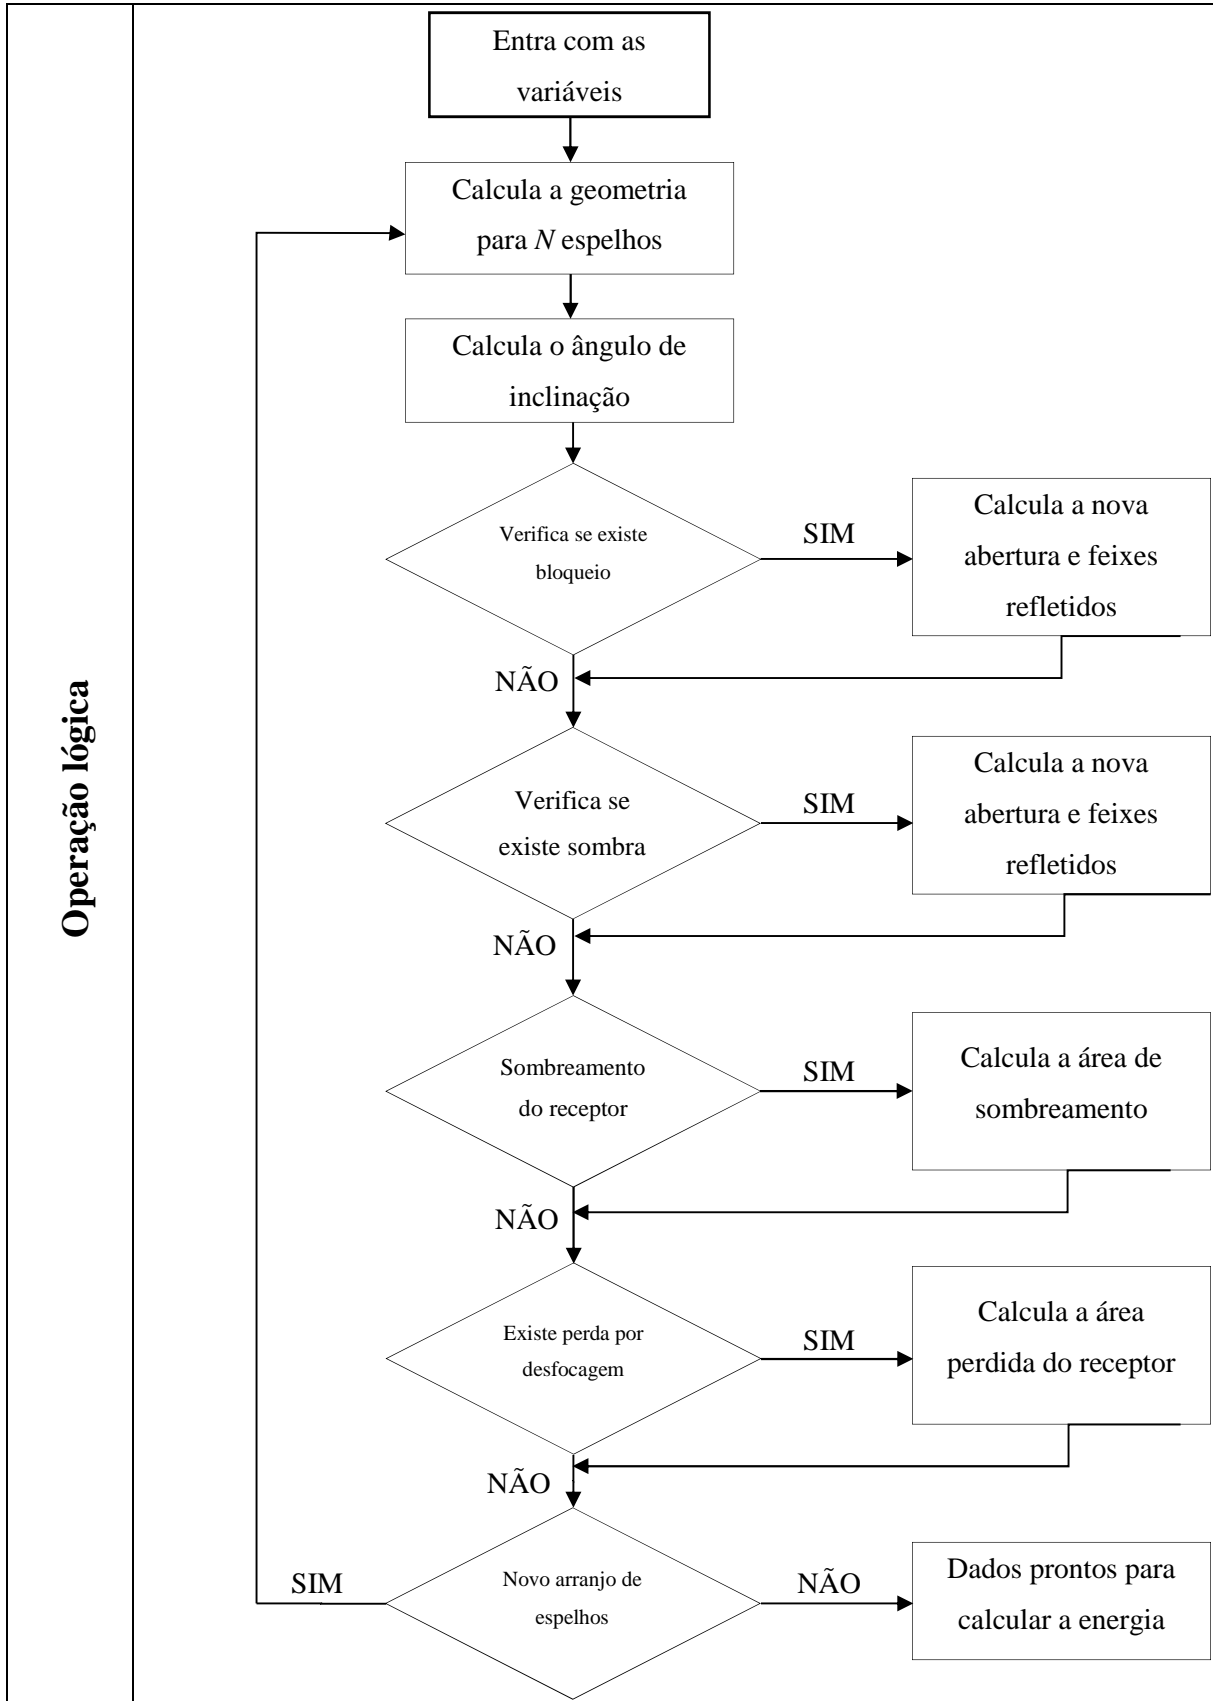 Operação lógica
Entra com as
variáveis
Calcula a geometria
para N espelhos
Calcula o ângulo de
inclinação
Verifica se existe
bloqueio
SIM
Calcula a nova
abertura e feixes
refletidos
NÃO
Verifica se
existe sombra
SIM
Calcula a nova
abertura e feixes
refletidos
NÃO
Sombreamento
do receptor
SIM
Calcula a área de
sombreamento
NÃO
Existe perda por
desfocagem
SIM
Calcula a área
perdida do receptor
NÃO
SIM
Novo arranjo de
espelhos
NÃO
Dados prontos para
calcular a energia